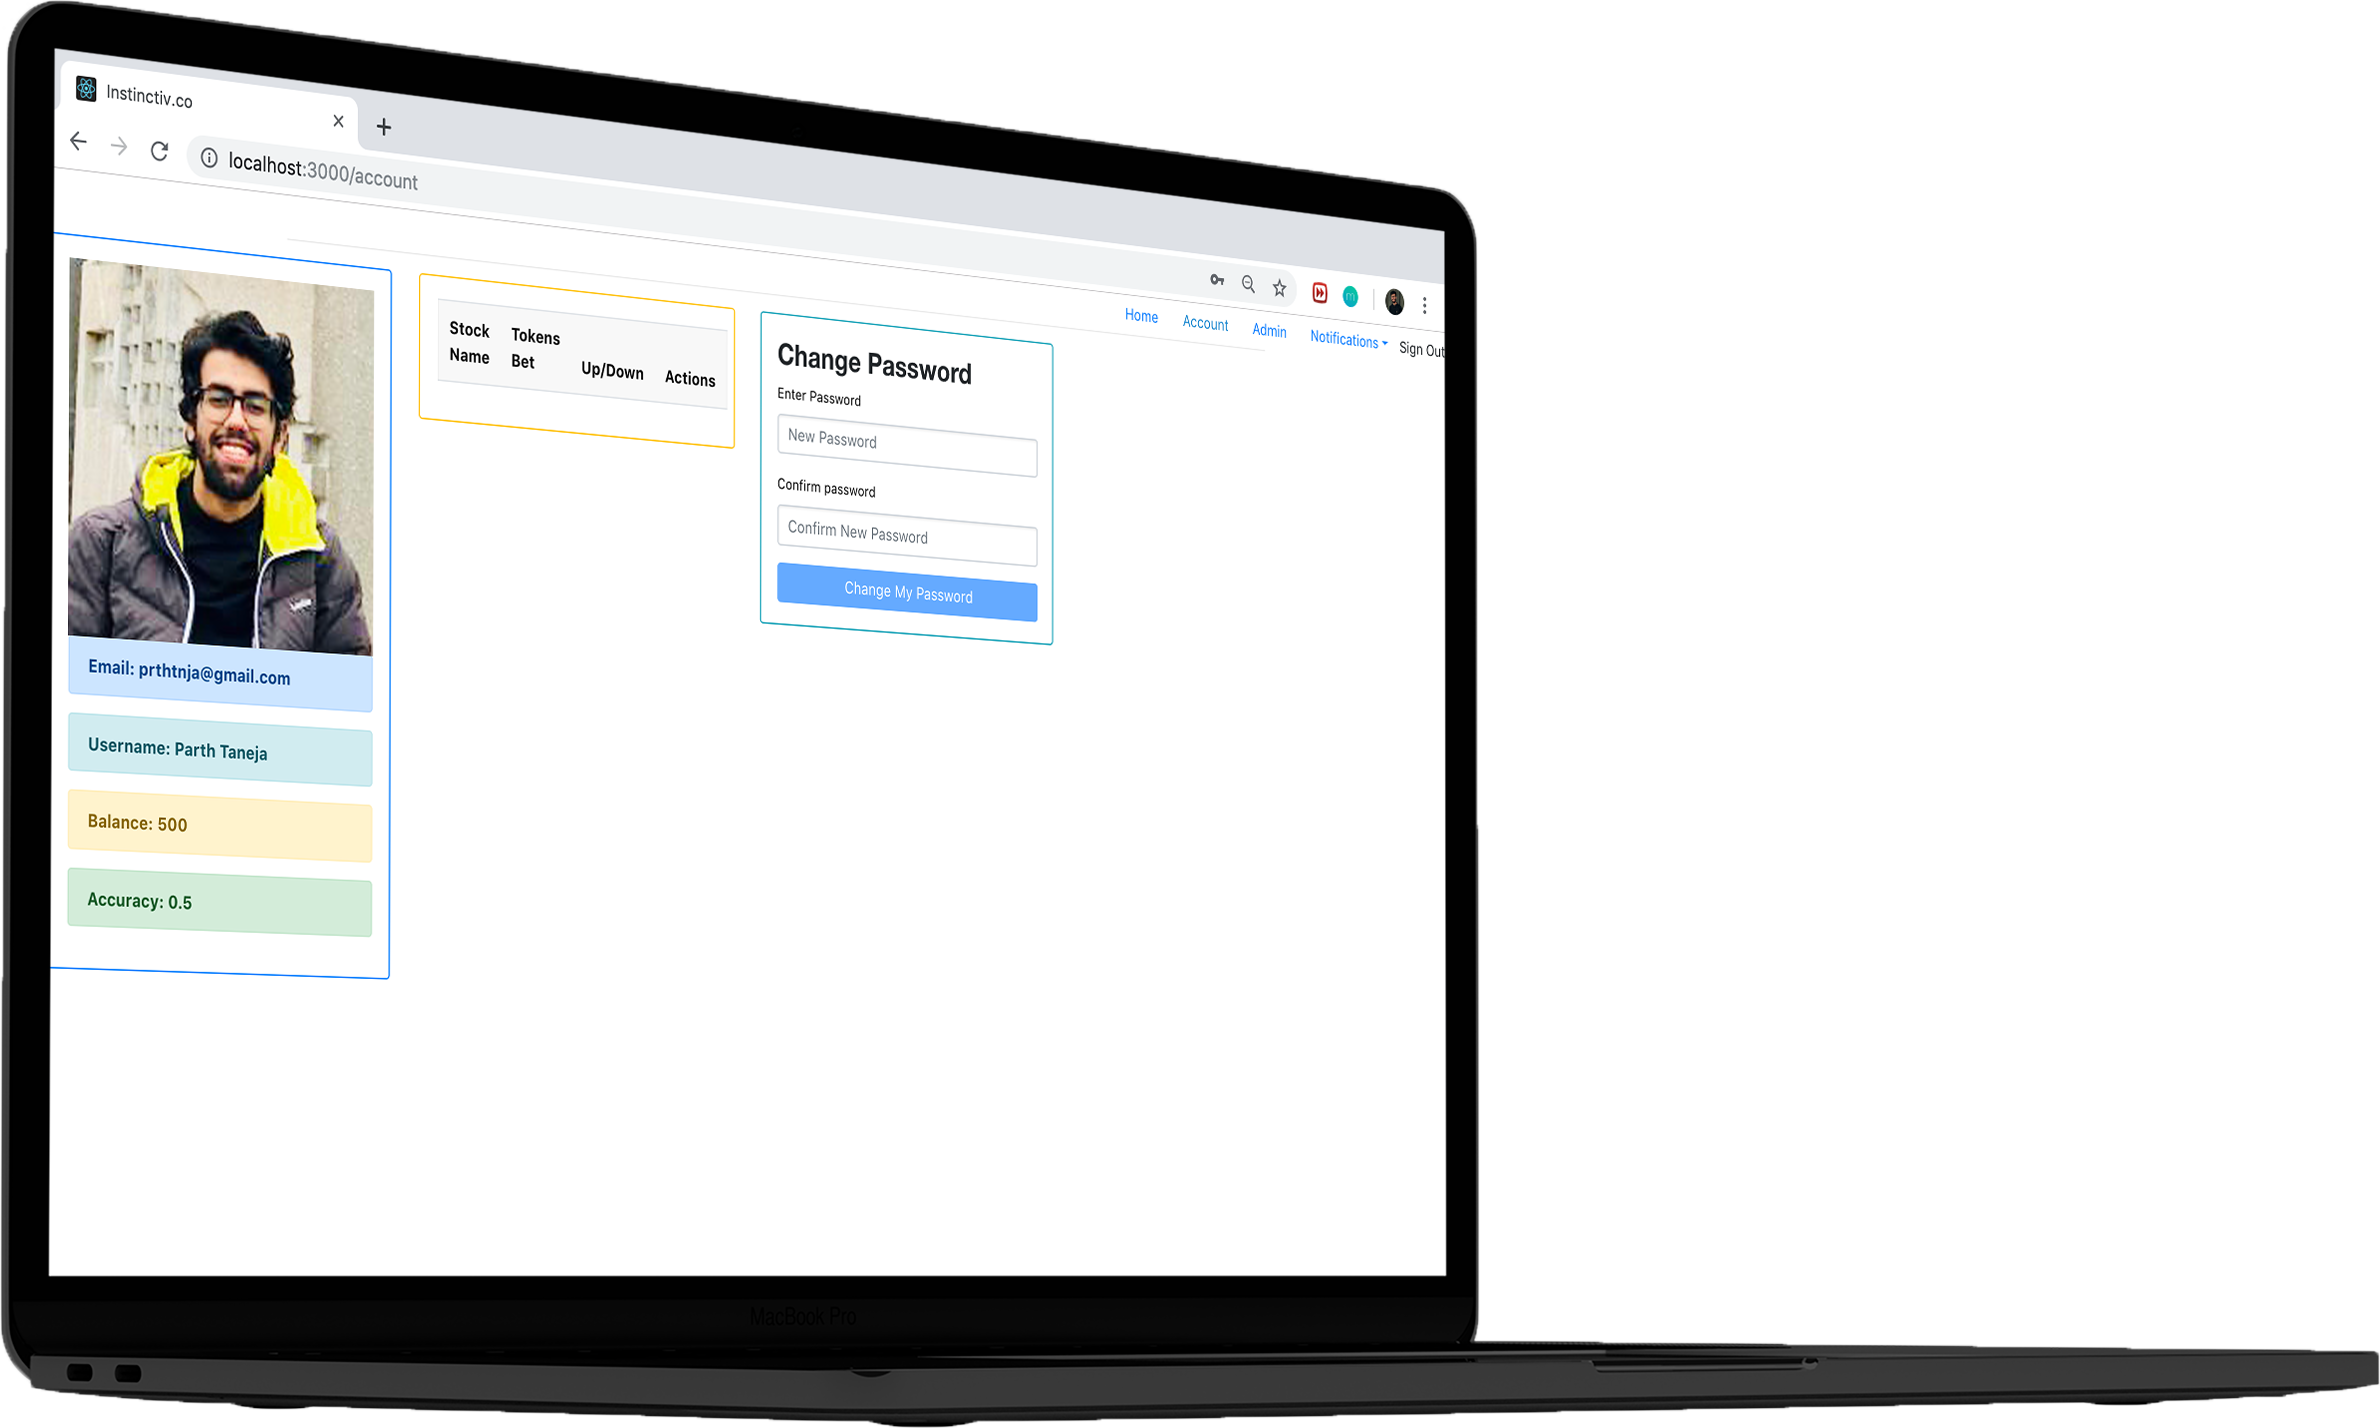 Instinctiv.co
localhost:3000/account
Home Account Admin Notifications Sign Out
Email: prthtnja@gmail.com
Username: Parth Taneja
Balance: 500
Accuracy: 0.5
Stock Name
Tokens Bet
Up/Down
Actions
Change Password
Enter Password
New Password
Confirm password
Confirm New Password
Change My Password
MacBook Pro